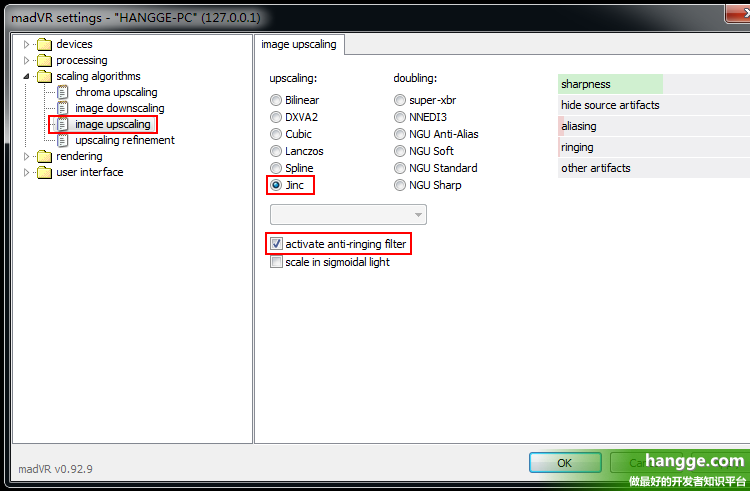 madVR settings - "HANGGE-PC" (127.0.0.1)
devices
processing
scaling algorithms
chroma upscaling
image downscaling
image upscaling
upscaling refinement
rendering
user interface
image upscaling
upscaling:
Bilinear
DXVA2
Cubic
Lanczos
Spline
Jinc
doubling:
super-xbr
NNEDI3
NGU Anti-Alias
NGU Soft
NGU Standard
NGU Sharp
sharpness
hide source artifacts
aliasing
ringing
other artifacts
activate anti-ringing filter
scale in sigmoidal light
madVR v0.92.9
OK
hangge.com
做最好的开发者知识平台